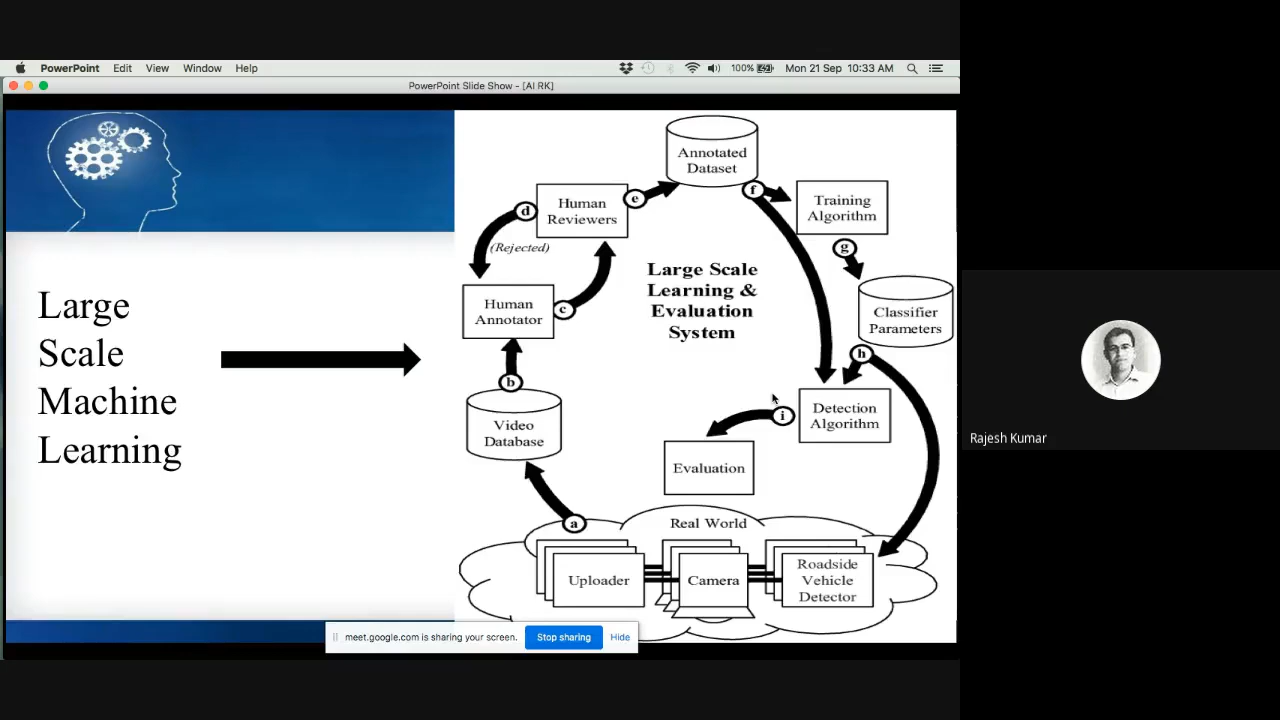 PowerPoint Edit View Window Help
100% Mon 21 Sep 10:33 AM
PowerPoint Slide Show - [AI RK]
Large
Scale
Machine
Learning
Annotated
Dataset
Human
Reviewers
d
e
f
Training
Algorithm
(Rejected)
g
Large Scale
Learning &
Evaluation
System
Human
Annotator
c
Classifier
Parameters
h
b
Video
Database
Detection
Algorithm
i
Evaluation
a
Real World
Uploader
Camera
Roadside
Vehicle
Detector
meet.google.com is sharing your screen. Stop sharing Hide
Rajesh Kumar